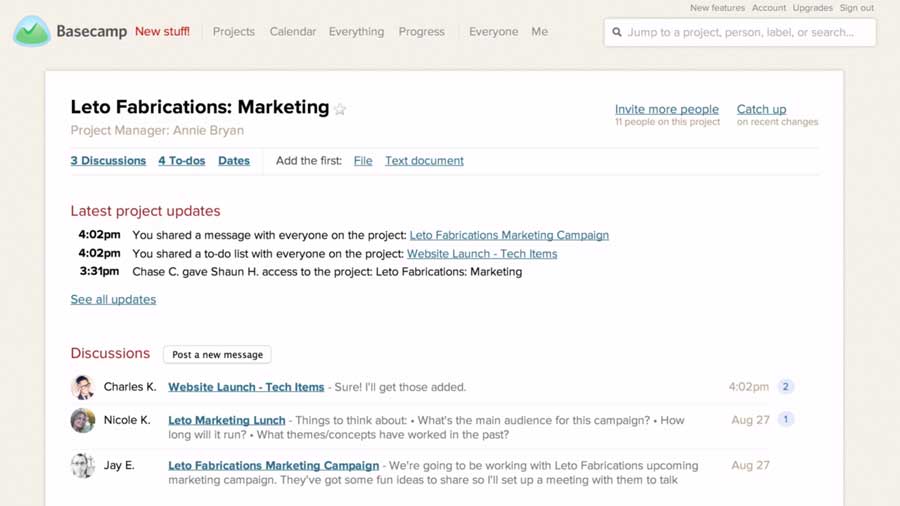 New features Account Upgrades Sign out
Basecamp New stuff! Projects Calendar Everything Progress Everyone Me Jump to a project, person, label, or search...
Leto Fabrications: Marketing
Invite more people Catch up
11 people on this project on recent changes
Project Manager: Annie Bryan
3 Discussions 4 To-dos Dates Add the first: File Text document
Latest project updates
4:02pm You shared a message with everyone on the project: Leto Fabrications Marketing Campaign
4:02pm You shared a to-do list with everyone on the project: Website Launch - Tech Items
3:31pm Chase C. gave Shaun H. access to the project: Leto Fabrications: Marketing
See all updates
Discussions Post a new message
Charles K. Website Launch - Tech Items - Sure! I'll get those added. 4:02pm 2
Nicole K. Leto Marketing Lunch - Things to think about: • What's the main audience for this campaign? • How Aug 27 1
long will it run? • What themes/concepts have worked in the past?
Jay E. Leto Fabrications Marketing Campaign - We're going to be working with Leto Fabrications upcoming Aug 27
marketing campaign. They've got some fun ideas to share so I'll set up a meeting with them to talk